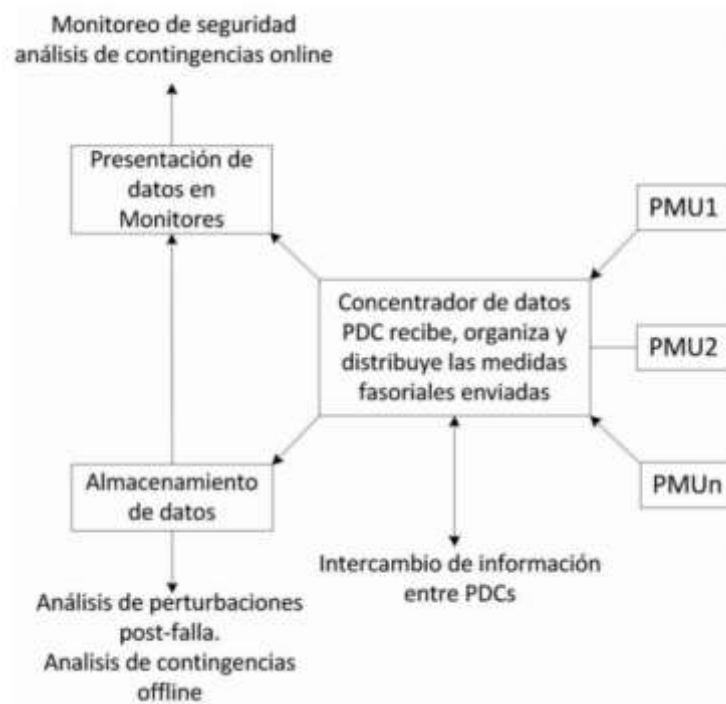 Monitoreo de seguridad
análisis de contingencias online
Presentación de
datos en
Monitores
PMU1
Concentrador de datos
PDC recibe, organiza y
distribuye las medidas
fasoriales enviadas
PMU2
Almacenamiento
de datos
PMUn
Intercambio de información
entre PDCs
Análisis de perturbaciones
post-falla.
Analisis de contingencias
offline